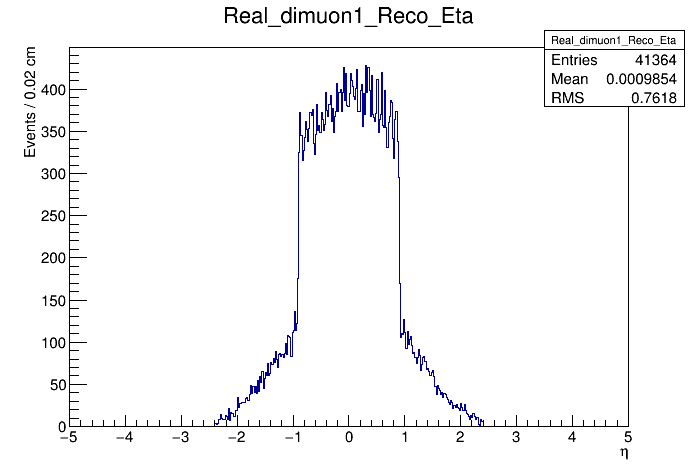 Real_dimuon1_Reco_Eta
Real_dimuon1_Reco_Eta
Entries 41364
Mean 0.0009854
RMS 0.7618
Events / 0.02 cm
400
350
300
250
200
150
100
50
0
−5 −4 −3 −2 −1 0 1 2 3 4 5
η